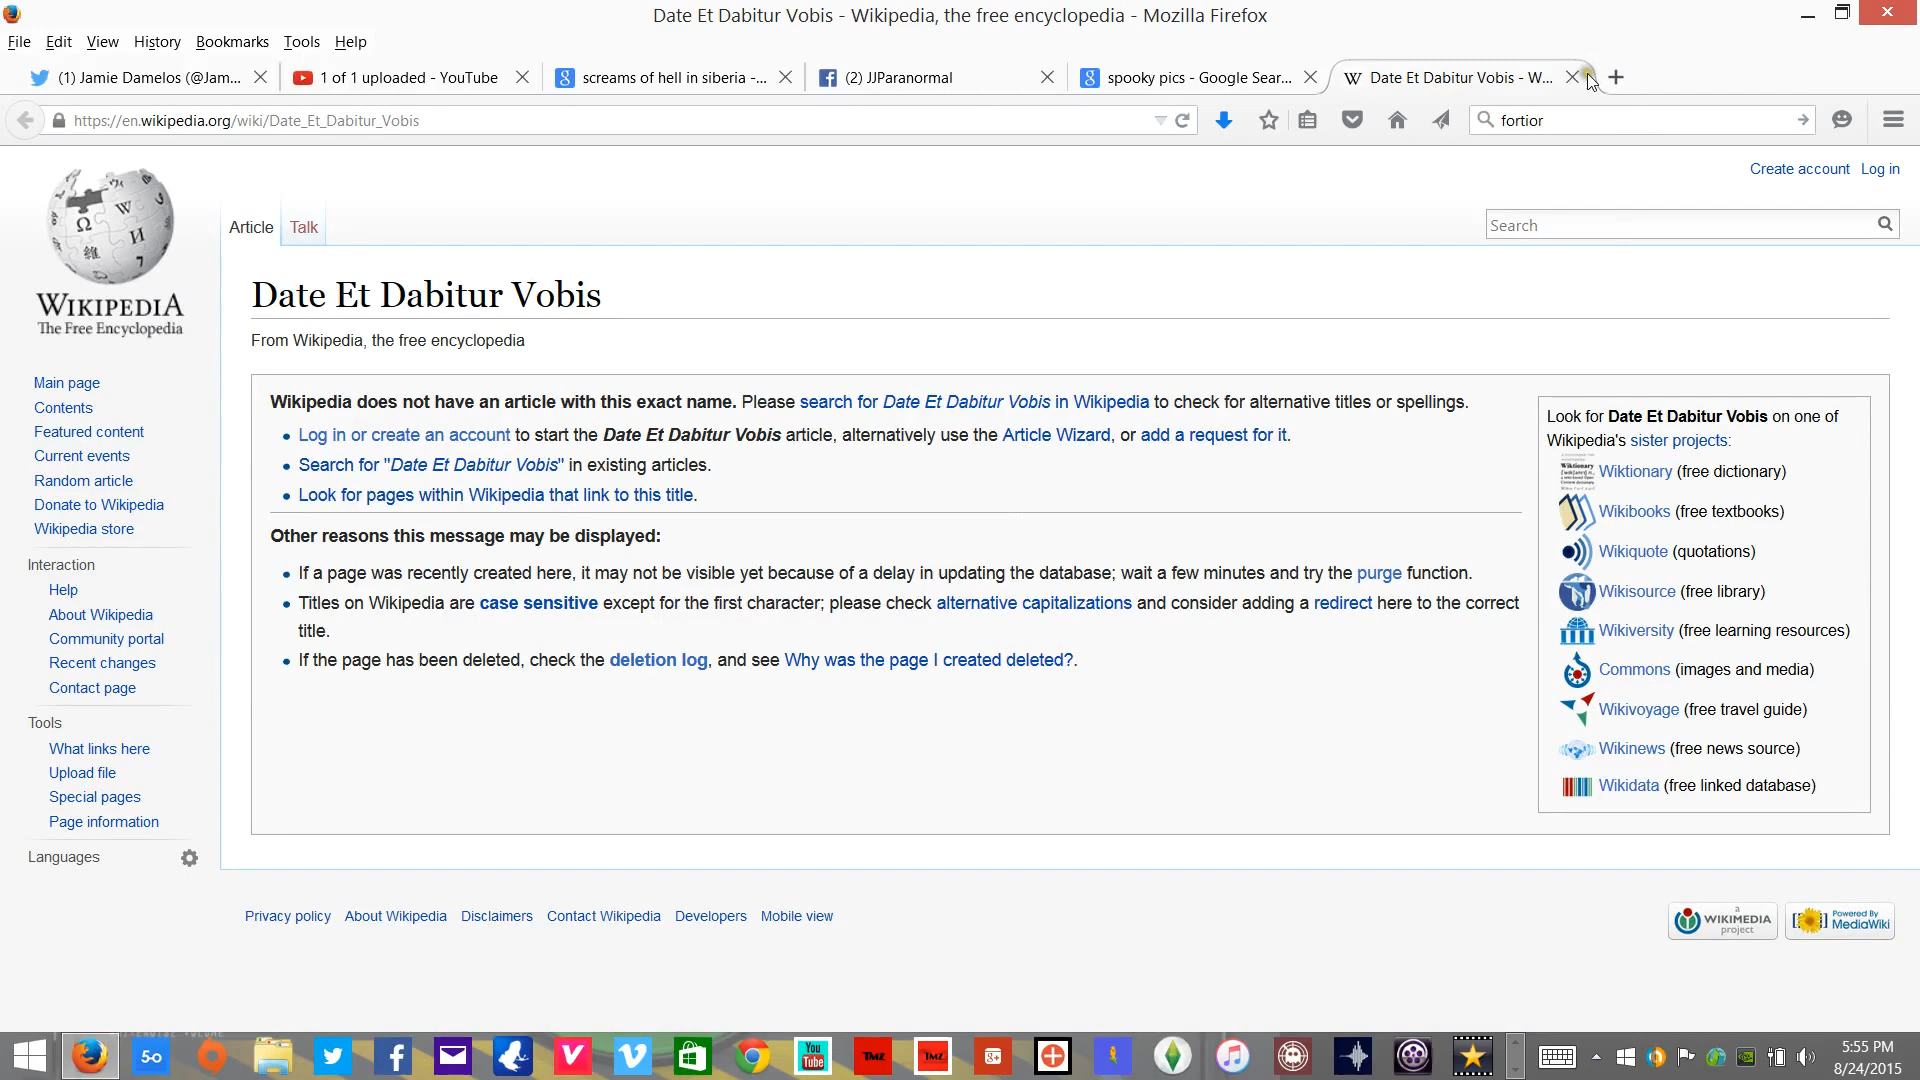 Date Et Dabitur Vobis - Wikipedia, the free encyclopedia - Mozilla Firefox
File Edit View History Bookmarks Tools Help
(1) Jamie Damelos (@Jam... 1 of 1 uploaded - YouTube screams of hell in siberia -... (2) JJParanormal spooky pics - Google Sear... Date Et Dabitur Vobis - W...
https://en.wikipedia.org/wiki/Date_Et_Dabitur_Vobis fortior
Create account Log in
Article Talk Search
WIKIPEDIA
The Free Encyclopedia
Main page
Contents
Featured content
Current events
Random article
Donate to Wikipedia
Wikipedia store
Interaction
Help
About Wikipedia
Community portal
Recent changes
Contact page
Tools
What links here
Upload file
Special pages
Page information
Languages
Date Et Dabitur Vobis
From Wikipedia, the free encyclopedia
Wikipedia does not have an article with this exact name. Please search for Date Et Dabitur Vobis in Wikipedia to check for alternative titles or spellings.
Log in or create an account to start the Date Et Dabitur Vobis article, alternatively use the Article Wizard, or add a request for it.
Search for "Date Et Dabitur Vobis" in existing articles.
Look for pages within Wikipedia that link to this title.
Other reasons this message may be displayed:
If a page was recently created here, it may not be visible yet because of a delay in updating the database; wait a few minutes and try the purge function.
Titles on Wikipedia are case sensitive except for the first character; please check alternative capitalizations and consider adding a redirect here to the correct
title.
If the page has been deleted, check the deletion log, and see Why was the page I created deleted?.
Look for Date Et Dabitur Vobis on one of
Wikipedia's sister projects:
Wiktionary (free dictionary)
Wikibooks (free textbooks)
Wikiquote (quotations)
Wikisource (free library)
Wikiversity (free learning resources)
Commons (images and media)
Wikivoyage (free travel guide)
Wikinews (free news source)
Wikidata (free linked database)
Privacy policy About Wikipedia Disclaimers Contact Wikipedia Developers Mobile view
a
WIKIMEDIA
project
Powered By
MediaWiki
5-0
You
Tube
TMZ
TMZ
5:55 PM
8/24/2015